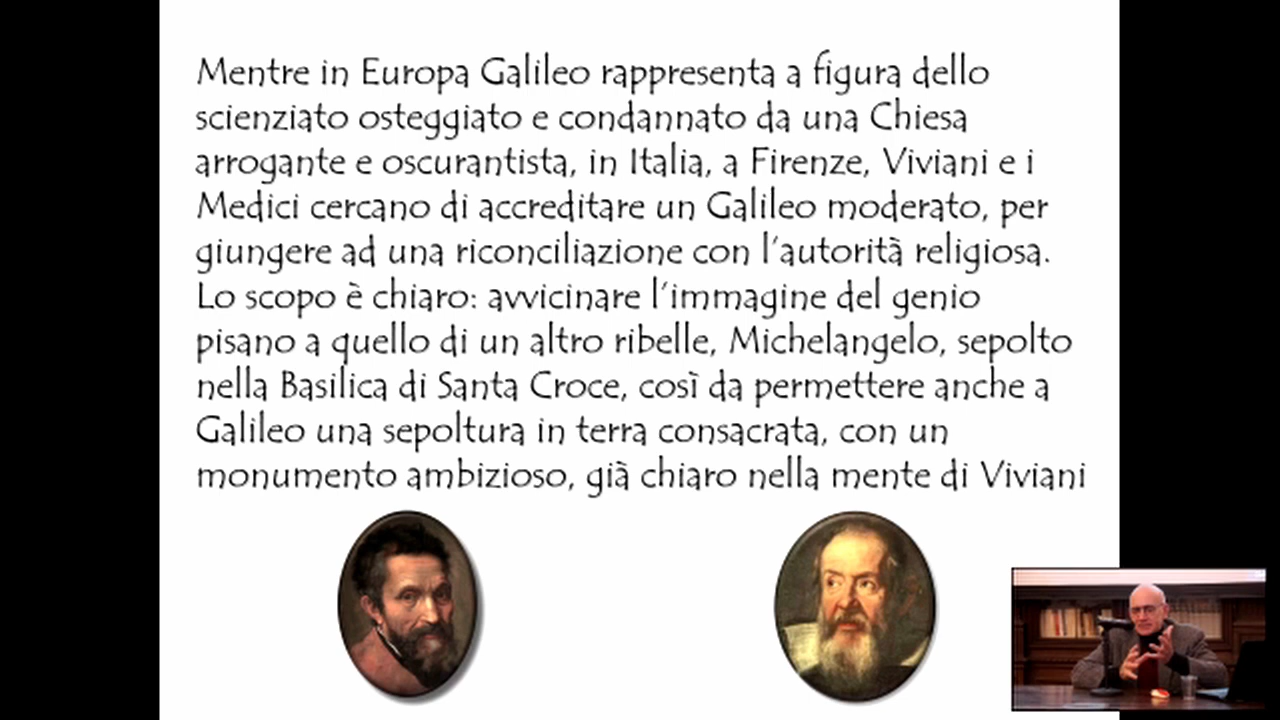 Mentre in Europa Galileo rappresenta a figura dello
scienziato osteggiato e condannato da una Chiesa
arrogante e oscurantista, in Italia, a Firenze, Viviani e i
Medici cercano di accreditare un Galileo moderato, per
giungere ad una riconciliazione con l'autorità religiosa.
Lo scopo è chiaro: avvicinare l'immagine del genio
pisano a quello di un altro ribelle, Michelangelo, sepolto
nella Basilica di Santa Croce, così da permettere anche a
Galileo una sepoltura in terra consacrata, con un
monumento ambizioso, già chiaro nella mente di Viviani